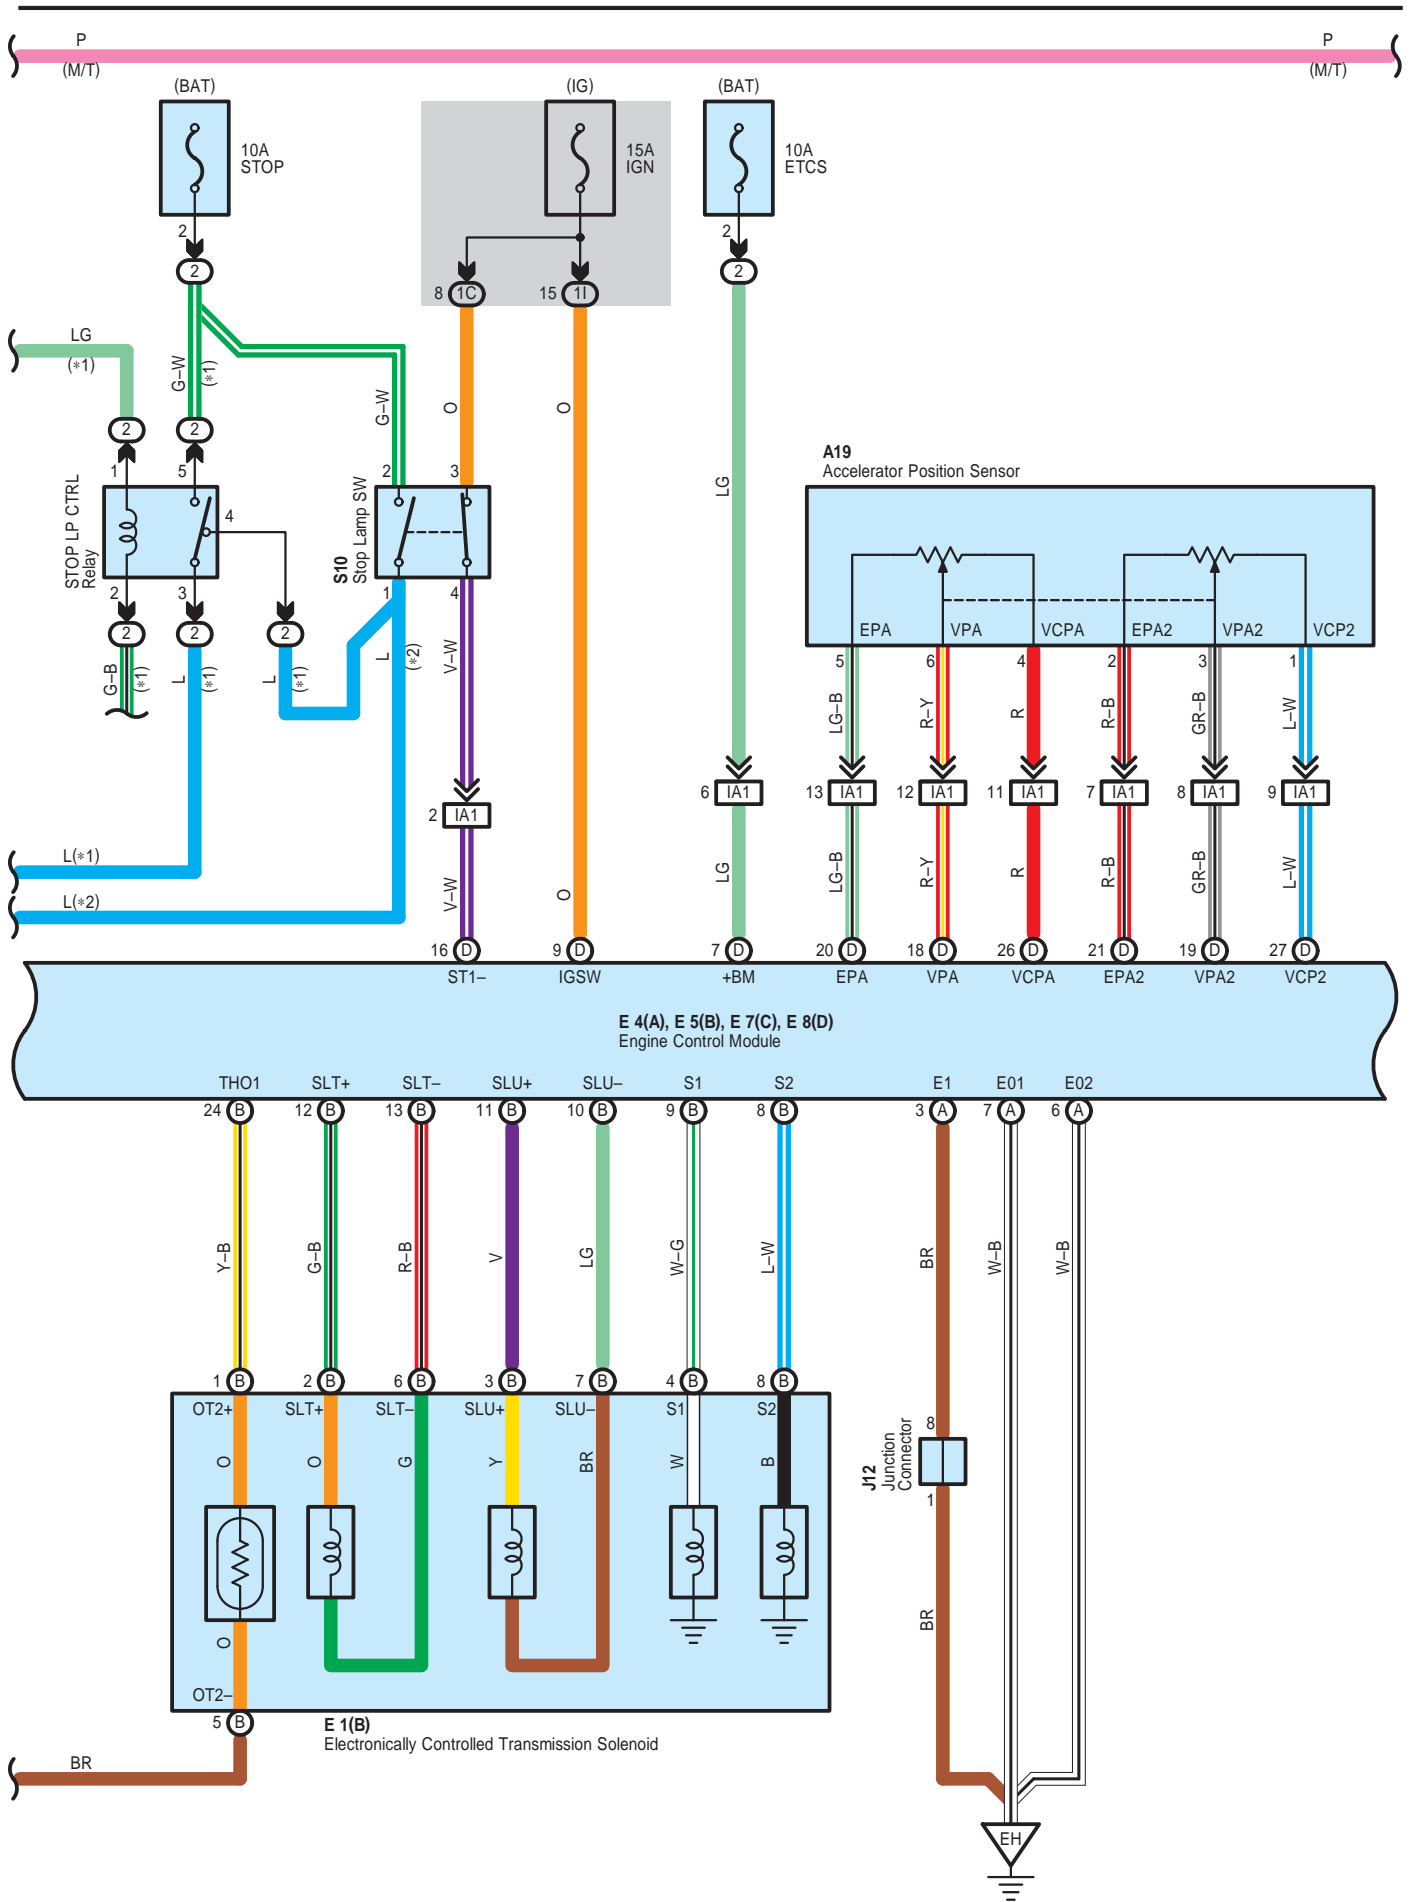 P
(M/T)
P
(M/T)
(BAT)
10A
STOP
2
2
(IG)
15A
IGN
8
1C
15
1I
(BAT)
10A
ETCS
2
2
LG
(∗1)
G–W
(∗1)
G–W
O
O
LG
2
2
1
5
4
2
3
STOP LP CTRL
Relay
2
2
2
G–B
(∗1)
L
(∗1)
L
(∗1)
2
3
S10
Stop Lamp SW
1
4
L
(∗2)
V–W
A19
Accelerator Position Sensor
EPA
VPA
VCPA
EPA2
VPA2
VCP2
5
6
4
2
3
1
LG–B
R–Y
R
R–B
GR–B
L–W
2
IA1
6
IA1
13
IA1
12
IA1
11
IA1
7
IA1
8
IA1
9
IA1
L(∗1)
L(∗2)
V–W
O
LG
LG–B
R–Y
R
R–B
GR–B
L–W
16
D
9
D
7
D
20
D
18
D
26
D
21
D
19
D
27
D
ST1–
IGSW
+BM
EPA
VPA
VCPA
EPA2
VPA2
VCP2
E 4(A), E 5(B), E 7(C), E 8(D)
Engine Control Module
THO1
SLT+
SLT–
SLU+
SLU–
S1
S2
E1
E01
E02
24
B
12
B
13
B
11
B
10
B
9
B
8
B
3
A
7
A
6
A
Y–B
G–B
R–B
V
LG
W–G
L–W
BR
W–B
W–B
1
B
2
B
6
B
3
B
7
B
4
B
8
B
OT2+
SLT+
SLT–
SLU+
SLU–
S1
S2
O
O
G
Y
BR
W
B
8
J12
Junction
Connector
1
O
BR
OT2–
5
B
E 1(B)
Electronically Controlled Transmission Solenoid
BR
EH